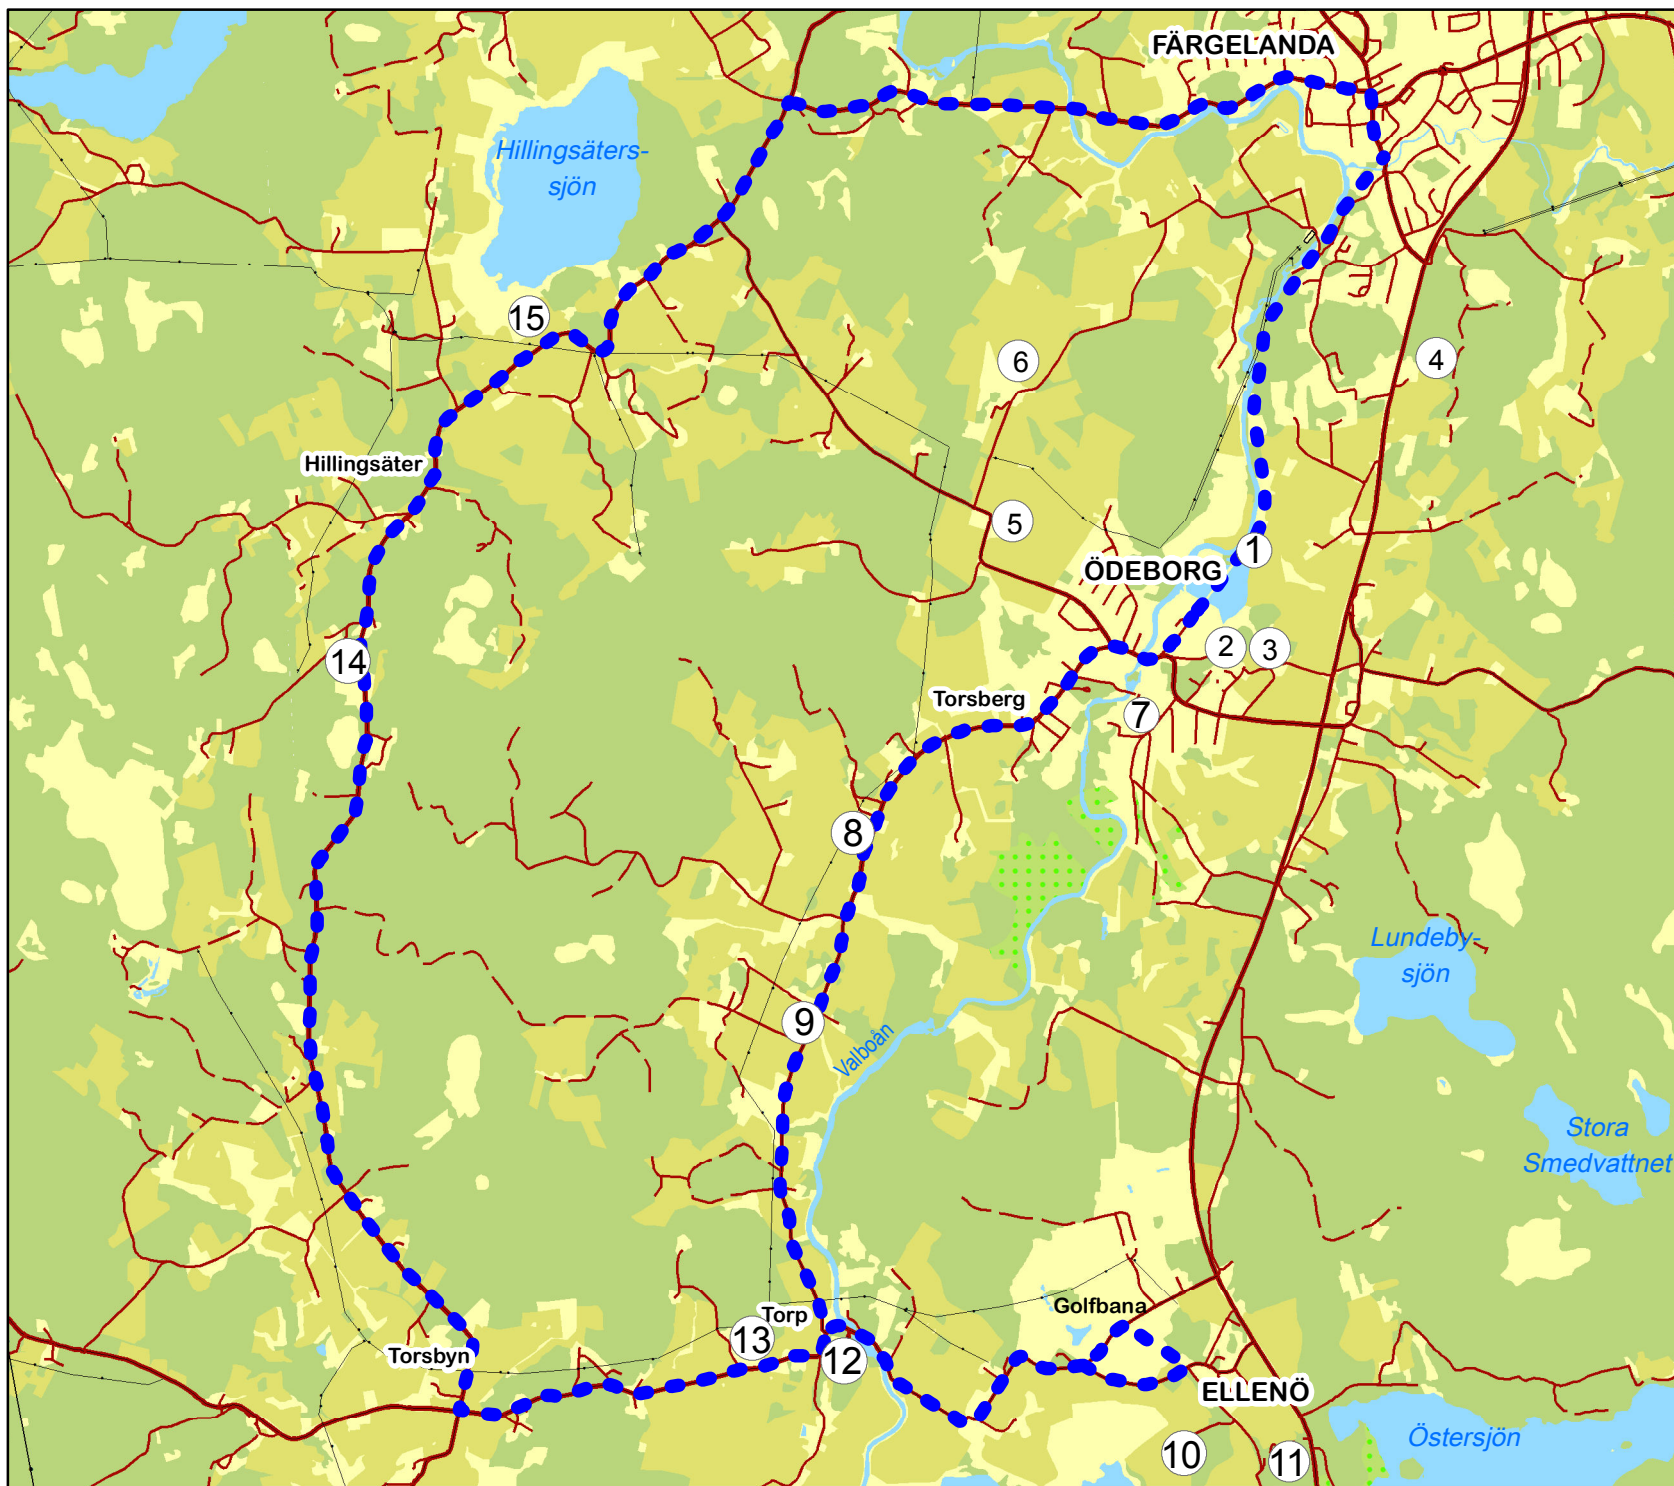 FÄRGELANDA
Hillingsäters-
sjön
15
6
4
Hillingsäter
5
1
ÖDEBORG
14
2
3
Torsberg
7
8
Lundeby-
sjön
9
Valboån
Stora
Smedvattnet
Golfbana
Torp
13
12
Torsbyn
ELLENÖ
Östersjön
10
11